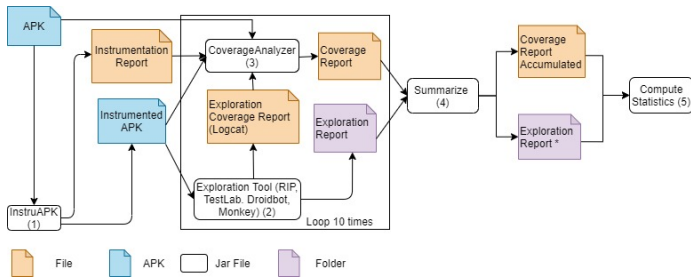 APK
Instrumentation
Report
CoverageAnalyzer
(3)
Coverage
Report
Coverage
Report
Accumulated
Instrumented
APK
Exploration
Coverage Report
(Logcat)
Exploration
Report
Summarize
(4)
Compute
Statistics (5)
Exploration
Report *
InstruAPK
(1)
Exploration Tool (RIP,
TestLab. Droidbot,
Monkey) (2)
Loop 10 times
File
APK
Jar File
Folder